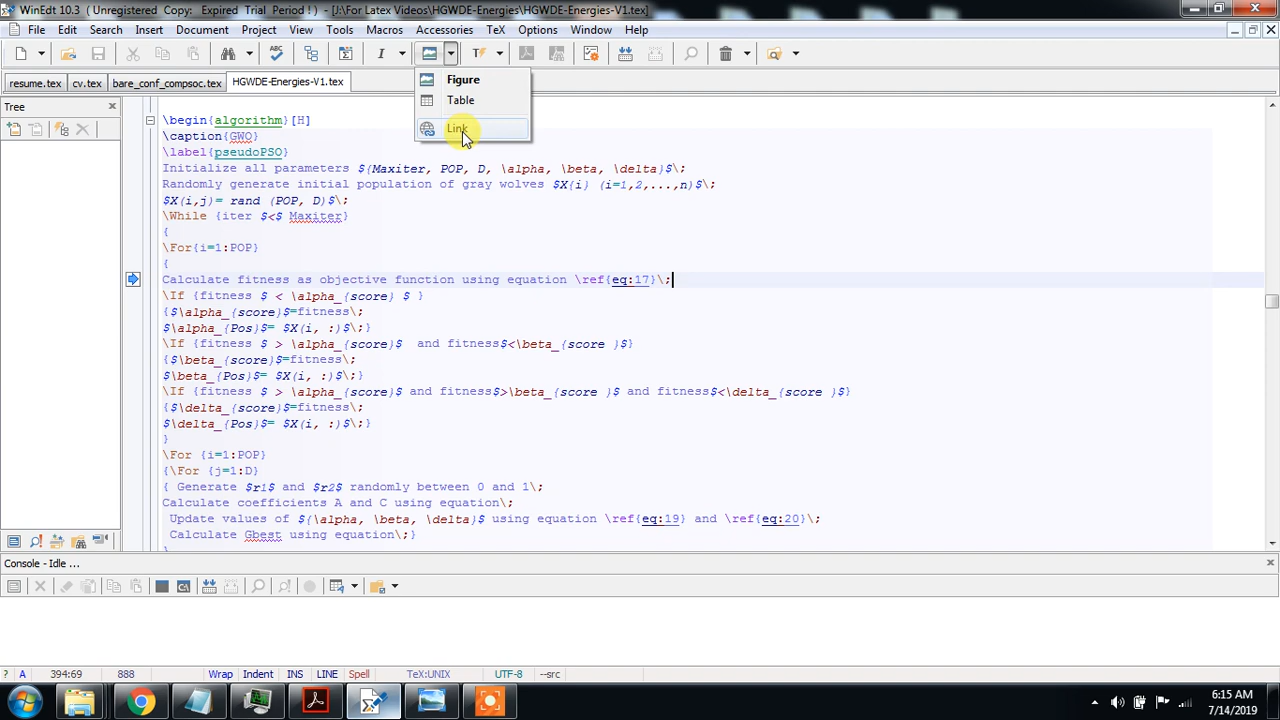 WinEdt 10.3 (Unregistered Copy: Expired Trial Period!) - [J:\For Latex Videos\HGWDE-Energies\HGWDE-Energies-V1.tex]
File Edit Search Insert Document Project View Tools Macros Accessories TeX Options Window Help
resume.tex cv.tex bare_conf_compsoc.tex HGWDE-Energies-V1.tex
Figure
Table
Link
Tree
\begin{algorithm}[H]
\caption{GWO}
\label{pseudoPSO}
Initialize all parameters ${Maxiter, POP, D, \alpha, \beta, \delta}$\;
Randomly generate initial population of gray wolves $X{i} (i=1,2,...,n)$\;
$X(i,j)= rand (POP, D)$\;
\While {iter $<$ Maxiter}
{
\For{i=1:POP}
{
Calculate fitness as objective function using equation \ref{eq:17}\;
\If {fitness $ < \alpha_{score} $ }
{$\alpha_{score}$=fitness\;
$\alpha_{Pos}$= $X(i, :)$\;}
\If {fitness $ > \alpha_{score}$ and fitness$<\beta_{score }$}
{$\beta_{score}$=fitness\;
$\beta_{Pos}$= $X(i, :)$\;}
\If {fitness $ > \alpha_{score}$ and fitness$>\beta_{score }$ and fitness$<\delta_{score }$}
{$\delta_{score}$=fitness\;
$\delta_{Pos}$= $X(i, :)$\;}
}
\For {i=1:POP}
{\For {j=1:D}
{ Generate $r1$ and $r2$ randomly between 0 and 1\;
Calculate coefficients A and C using equation\;
Update values of ${\alpha, \beta, \delta}$ using equation \ref{eq:19} and \ref{eq:20}\;
Calculate Gbest using equation\;}
Console - Idle ...
? A 394:69 888 Wrap Indent INS LINE Spell TeX:UNIX UTF-8 --src
6:15 AM
7/14/2019